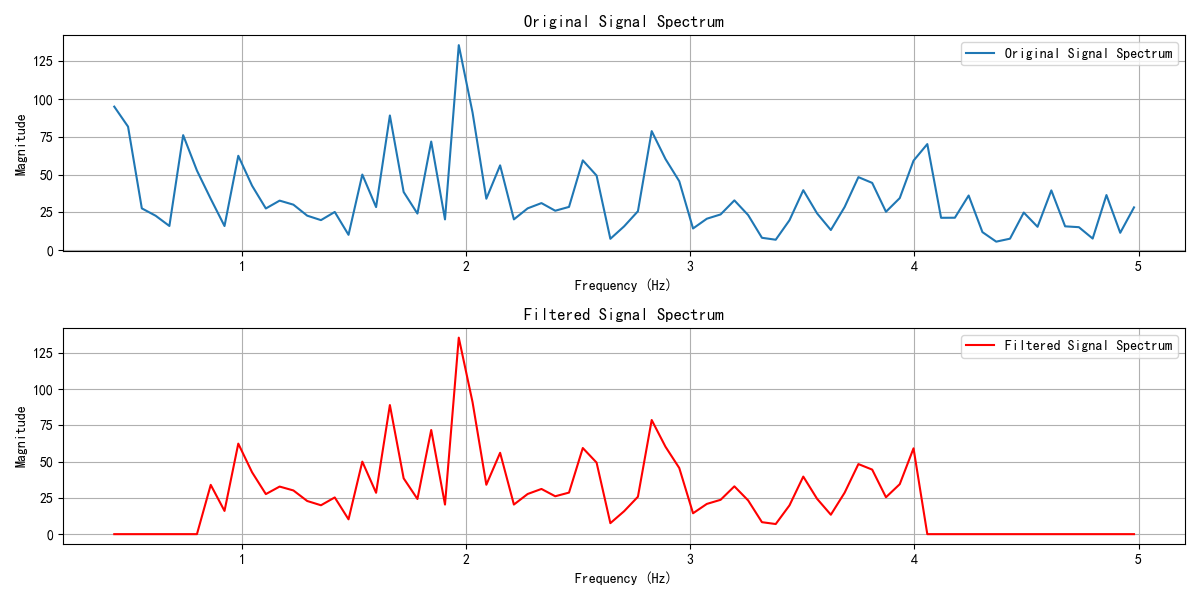 Original Signal Spectrum
Original Signal Spectrum
Magnitude
125
100
75
50
25
0
1
2
3
4
5
Frequency (Hz)
Filtered Signal Spectrum
Filtered Signal Spectrum
Magnitude
125
100
75
50
25
0
1
2
3
4
5
Frequency (Hz)